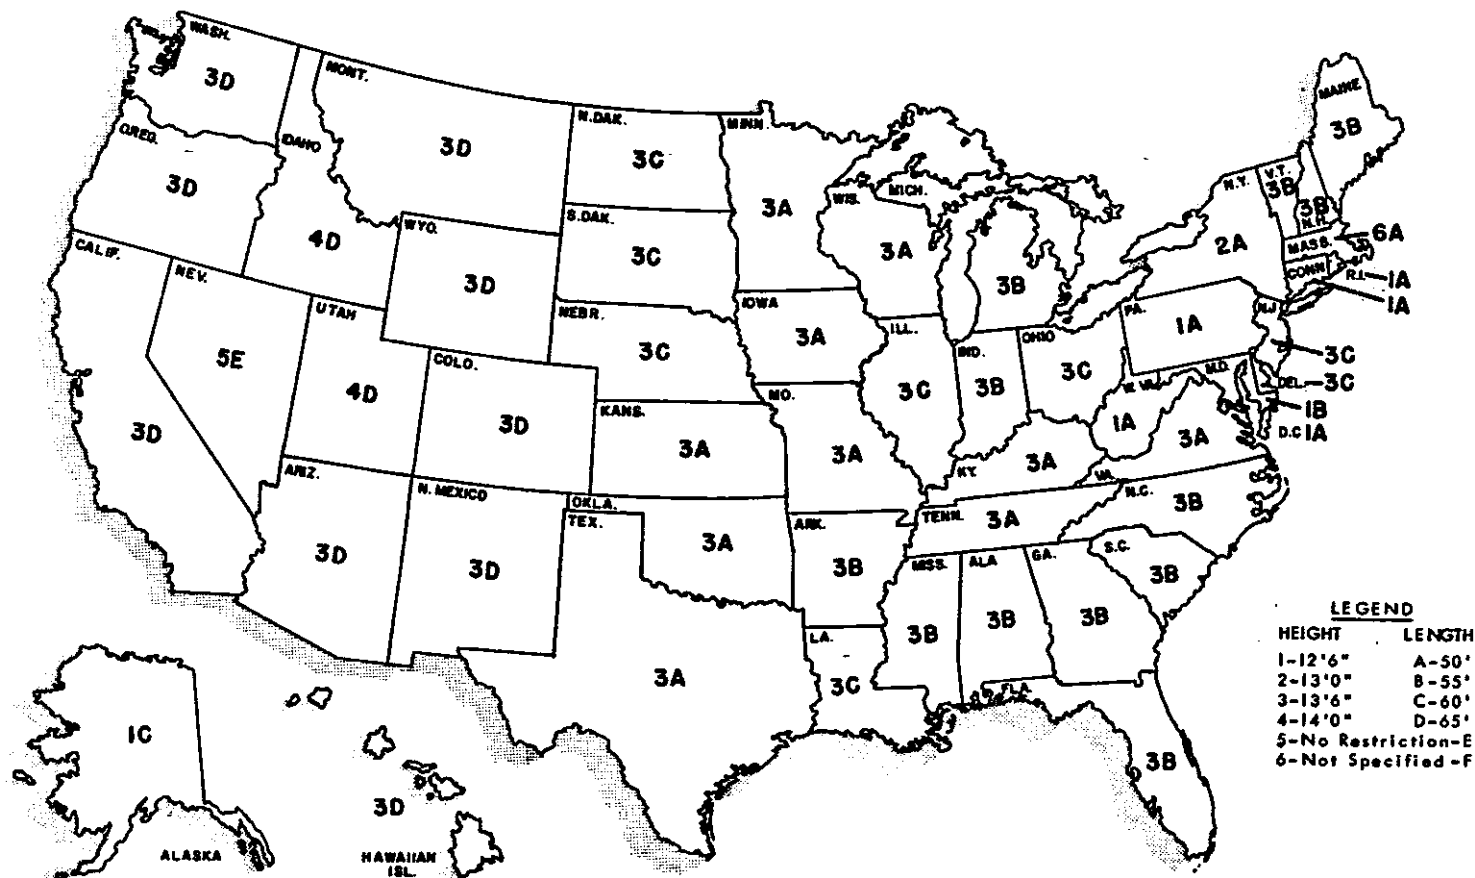 WASH.
3D
MONT.
3D
IDAHO
4D
OREG.
3D
N.DAK.
3C
MINN.
3A
S.DAK.
3C
WYO.
3D
WIS.
3A
MICH.
3B
MAINE
3B
N.Y.
2A
V.T.
3B
3B
N.H.
MASS.
6A
CONN
R.I.
1A
1A
CALIF.
3D
NEV.
5E
UTAH
4D
COLO.
3D
NEBR.
3C
IOWA
3A
ILL.
3C
IND.
3B
OHIO
3C
PA.
1A
N.J.
3C
DEL.
3C
M.D.
1B
D.C.
1A
W. VA.
1A
VA.
3A
KY.
3A
KANS.
3A
MO.
3A
ARIZ.
3D
N. MEXICO
3D
OKLA.
3A
TEX.
3A
ARK.
3B
TENN.
3A
N.C.
3B
S.C.
3B
MISS.
3B
ALA
3B
GA.
3B
LA.
3C
FLA.
3B
1C
ALASKA
3D
HAWAIIAN
ISL.
LEGEND
HEIGHT LENGTH
1-12'6" A-50'
2-13'0" B-55'
3-13'6" C-60'
4-14'0" D-65'
5-No Restriction-E
6-Not Specified-F